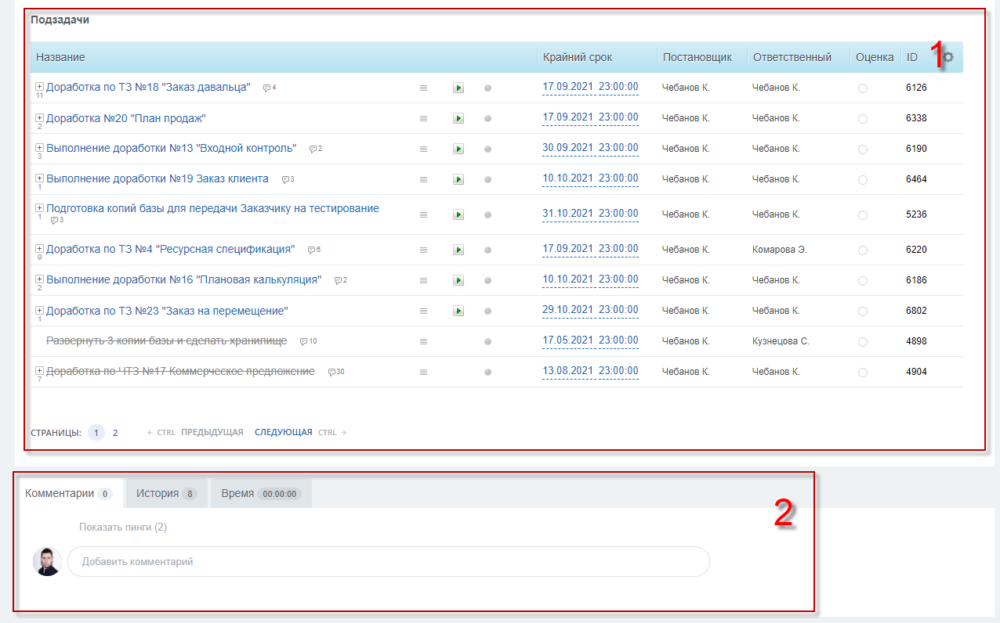 Подзадачи
Название Крайний срок Постановщик Ответственный Оценка ID 1
Доработка по ТЗ №18 "Заказ давальца" 4 17.09.2021 23:00:00 Чебанов К. Чебанов К. 6126
11
Доработка №20 "План продаж" 17.09.2021 23:00:00 Чебанов К. Чебанов К. 6338
2
Выполнение доработки №13 "Входной контроль" 2 30.09.2021 23:00:00 Чебанов К. Чебанов К. 6190
3
Выполнение доработки №19 Заказ клиента 3 10.10.2021 23:00:00 Чебанов К. Чебанов К. 6464
1
Подготовка копий базы для передачи Заказчику на тестирование 31.10.2021 23:00:00 Чебанов К. Чебанов К. 5236
1 3
Доработка по ТЗ №4 "Ресурсная спецификация" 6 17.09.2021 23:00:00 Чебанов К. Комарова Э. 6220
9
Выполнение доработки №16 "Плановая калькуляция" 2 10.10.2021 23:00:00 Чебанов К. Чебанов К. 6186
2
Доработка по ТЗ №23 "Заказ на перемещение" 29.10.2021 23:00:00 Чебанов К. Чебанов К. 6802
1
Развернуть 3 копии базы и сделать хранилище 10 17.05.2021 23:00:00 Чебанов К. Кузнецова С. 4898
Доработка по ЧТЗ №17 Коммерческое предложение 30 13.08.2021 23:00:00 Чебанов К. Чебанов К. 4904
7
СТРАНИЦЫ: 1 2 ← CTRL ПРЕДЫДУЩАЯ СЛЕДУЮЩАЯ CTRL →
Комментарии 0 История 8 Время 00:00:00
2
Показать пинги (2)
Добавить комментарий